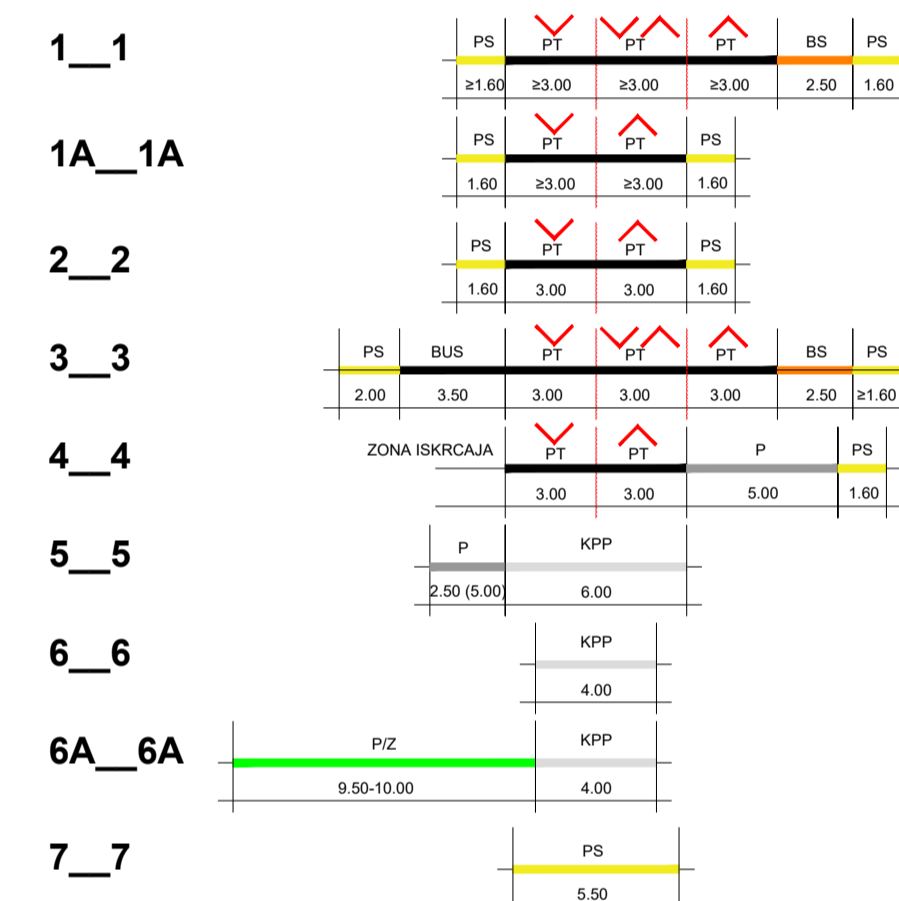 1__1
PS PT PT PT BS PS
≥1.60 ≥3.00 ≥3.00 ≥3.00 2.50 1.60
1A__1A
PS PT PT PS
1.60 ≥3.00 ≥3.00 1.60
2__2
PS PT PT PS
1.60 3.00 3.00 1.60
3__3
PS BUS PT PT PT BS PS
2.00 3.50 3.00 3.00 3.00 2.50 ≥1.60
4__4
ZONA ISKRCAJA PT PT P PS
3.00 3.00 5.00 1.60
5__5
P KPP
2.50 (5.00) 6.00
6__6
KPP
4.00
6A__6A
P/Z KPP
9.50-10.00 4.00
7__7
PS
5.50